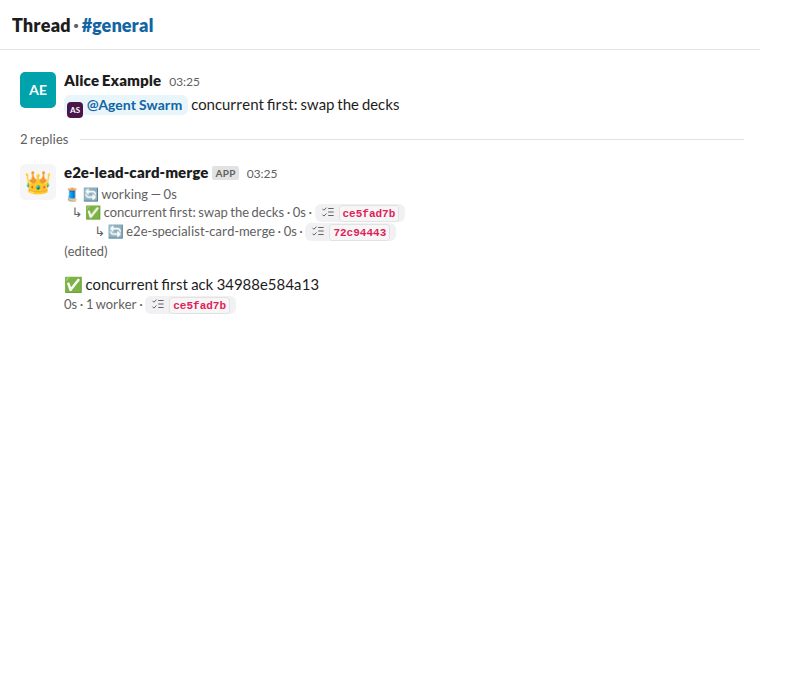 Thread • #general
AE
Alice Example 03:25
AS @Agent Swarm concurrent first: swap the decks
2 replies
e2e-lead-card-merge APP 03:25
🧵 🔄 working — 0s
↳ ✅ concurrent first: swap the decks · 0s · ce5fad7b
↳ 🔄 e2e-specialist-card-merge · 0s · 72c94443
(edited)
✅ concurrent first ack 34988e584a13
0s · 1 worker · ce5fad7b